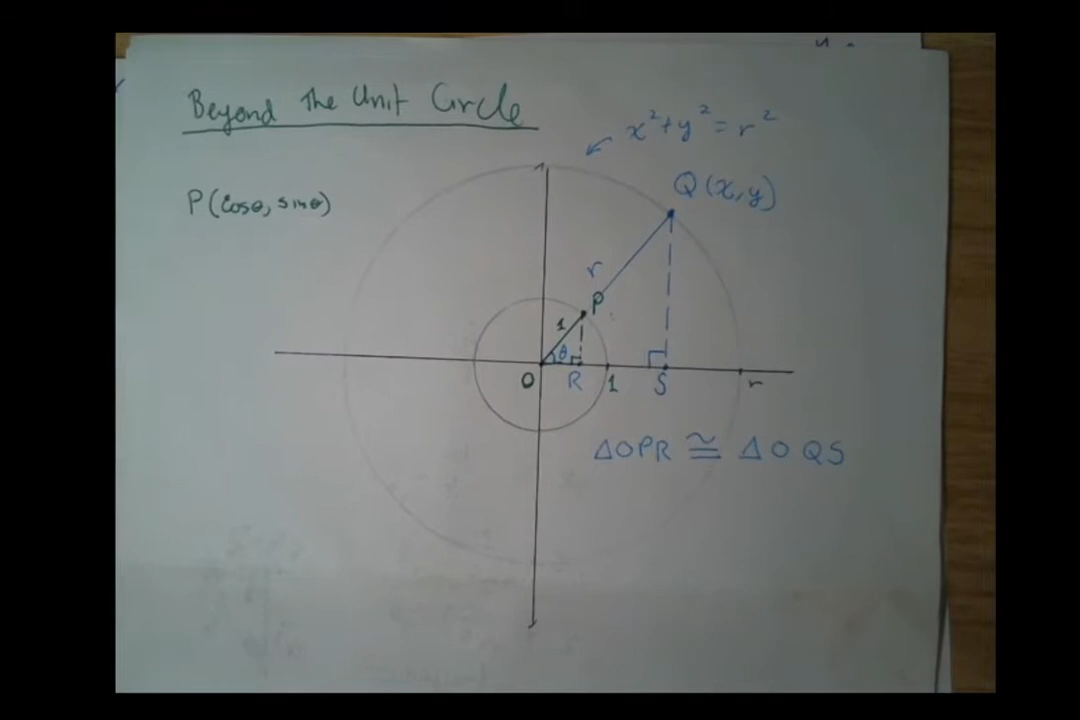 Beyond The Unit Circle
x² + y² = r²
Q(x, y)
P(cosθ, sinθ)
r
P
1
θ
O R 1 S r
ΔOPR ≅ ΔOQS